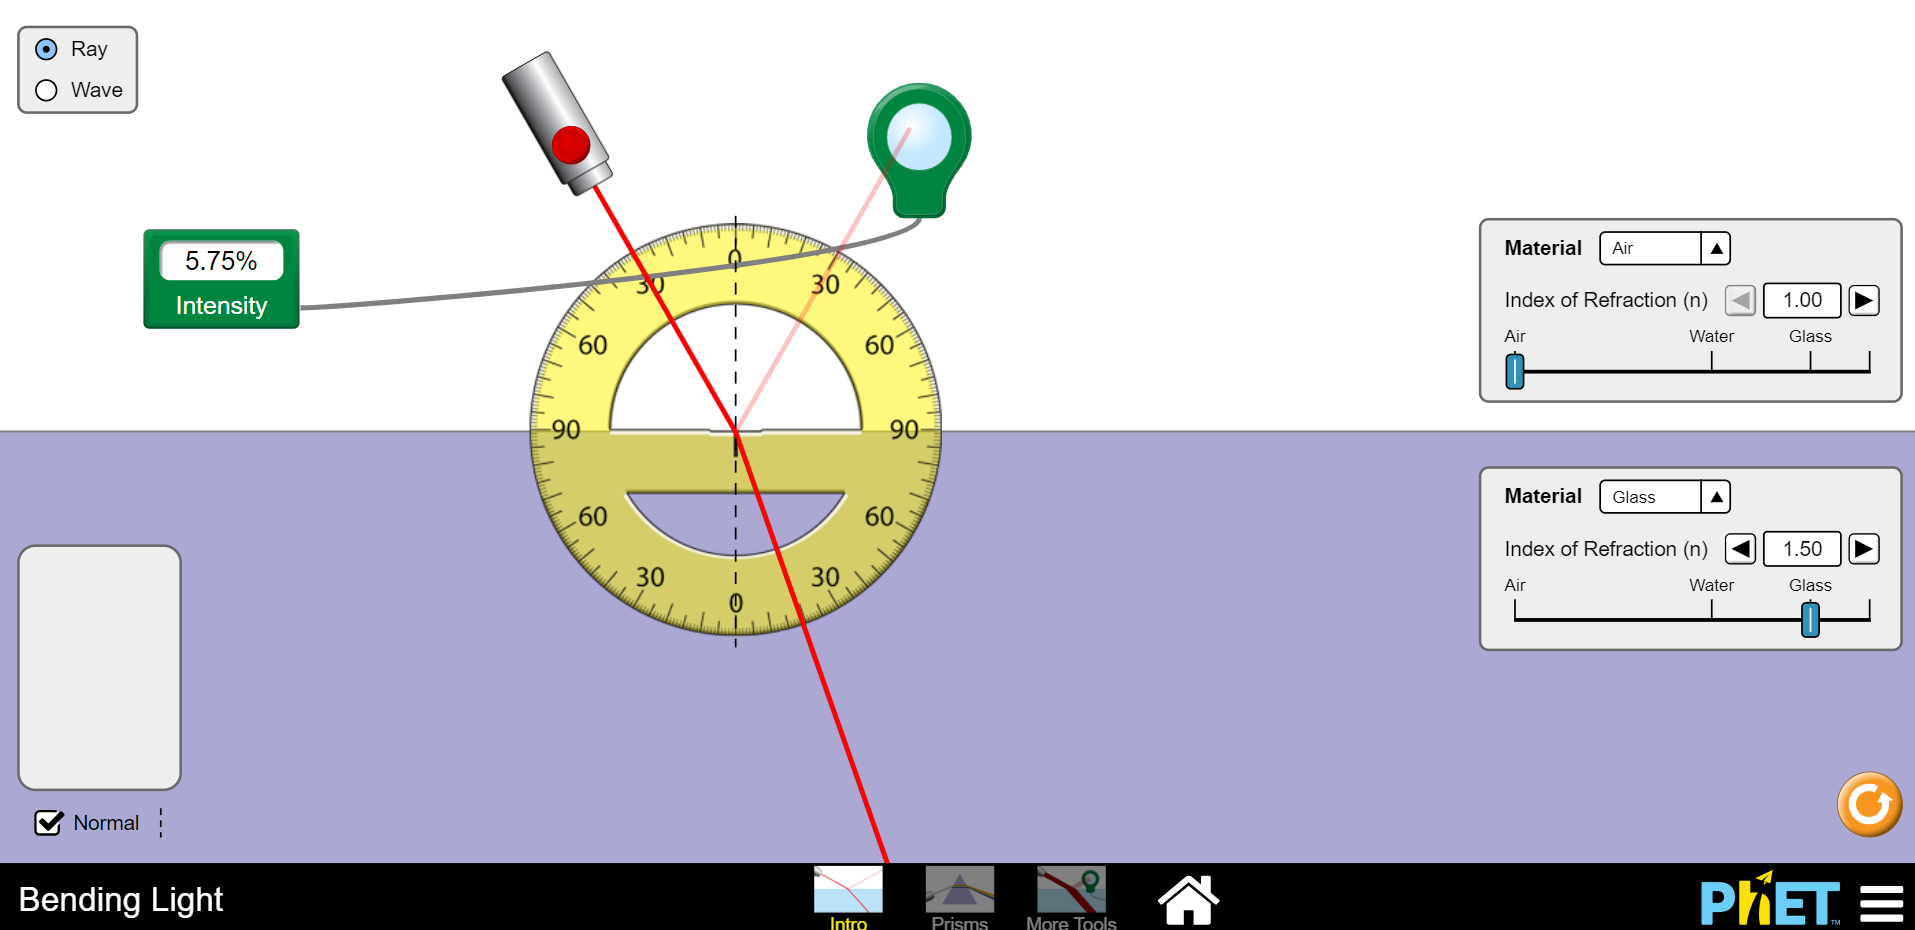 Ray
Wave
5.75%
Intensity
0
30
30
60
60
90
90
60
60
30
30
0
Material Air
Index of Refraction (n) 1.00
Air Water Glass
Material Glass
Index of Refraction (n) 1.50
Air Water Glass
Normal
Bending Light
Intro
Prisms
More Tools
PhET™